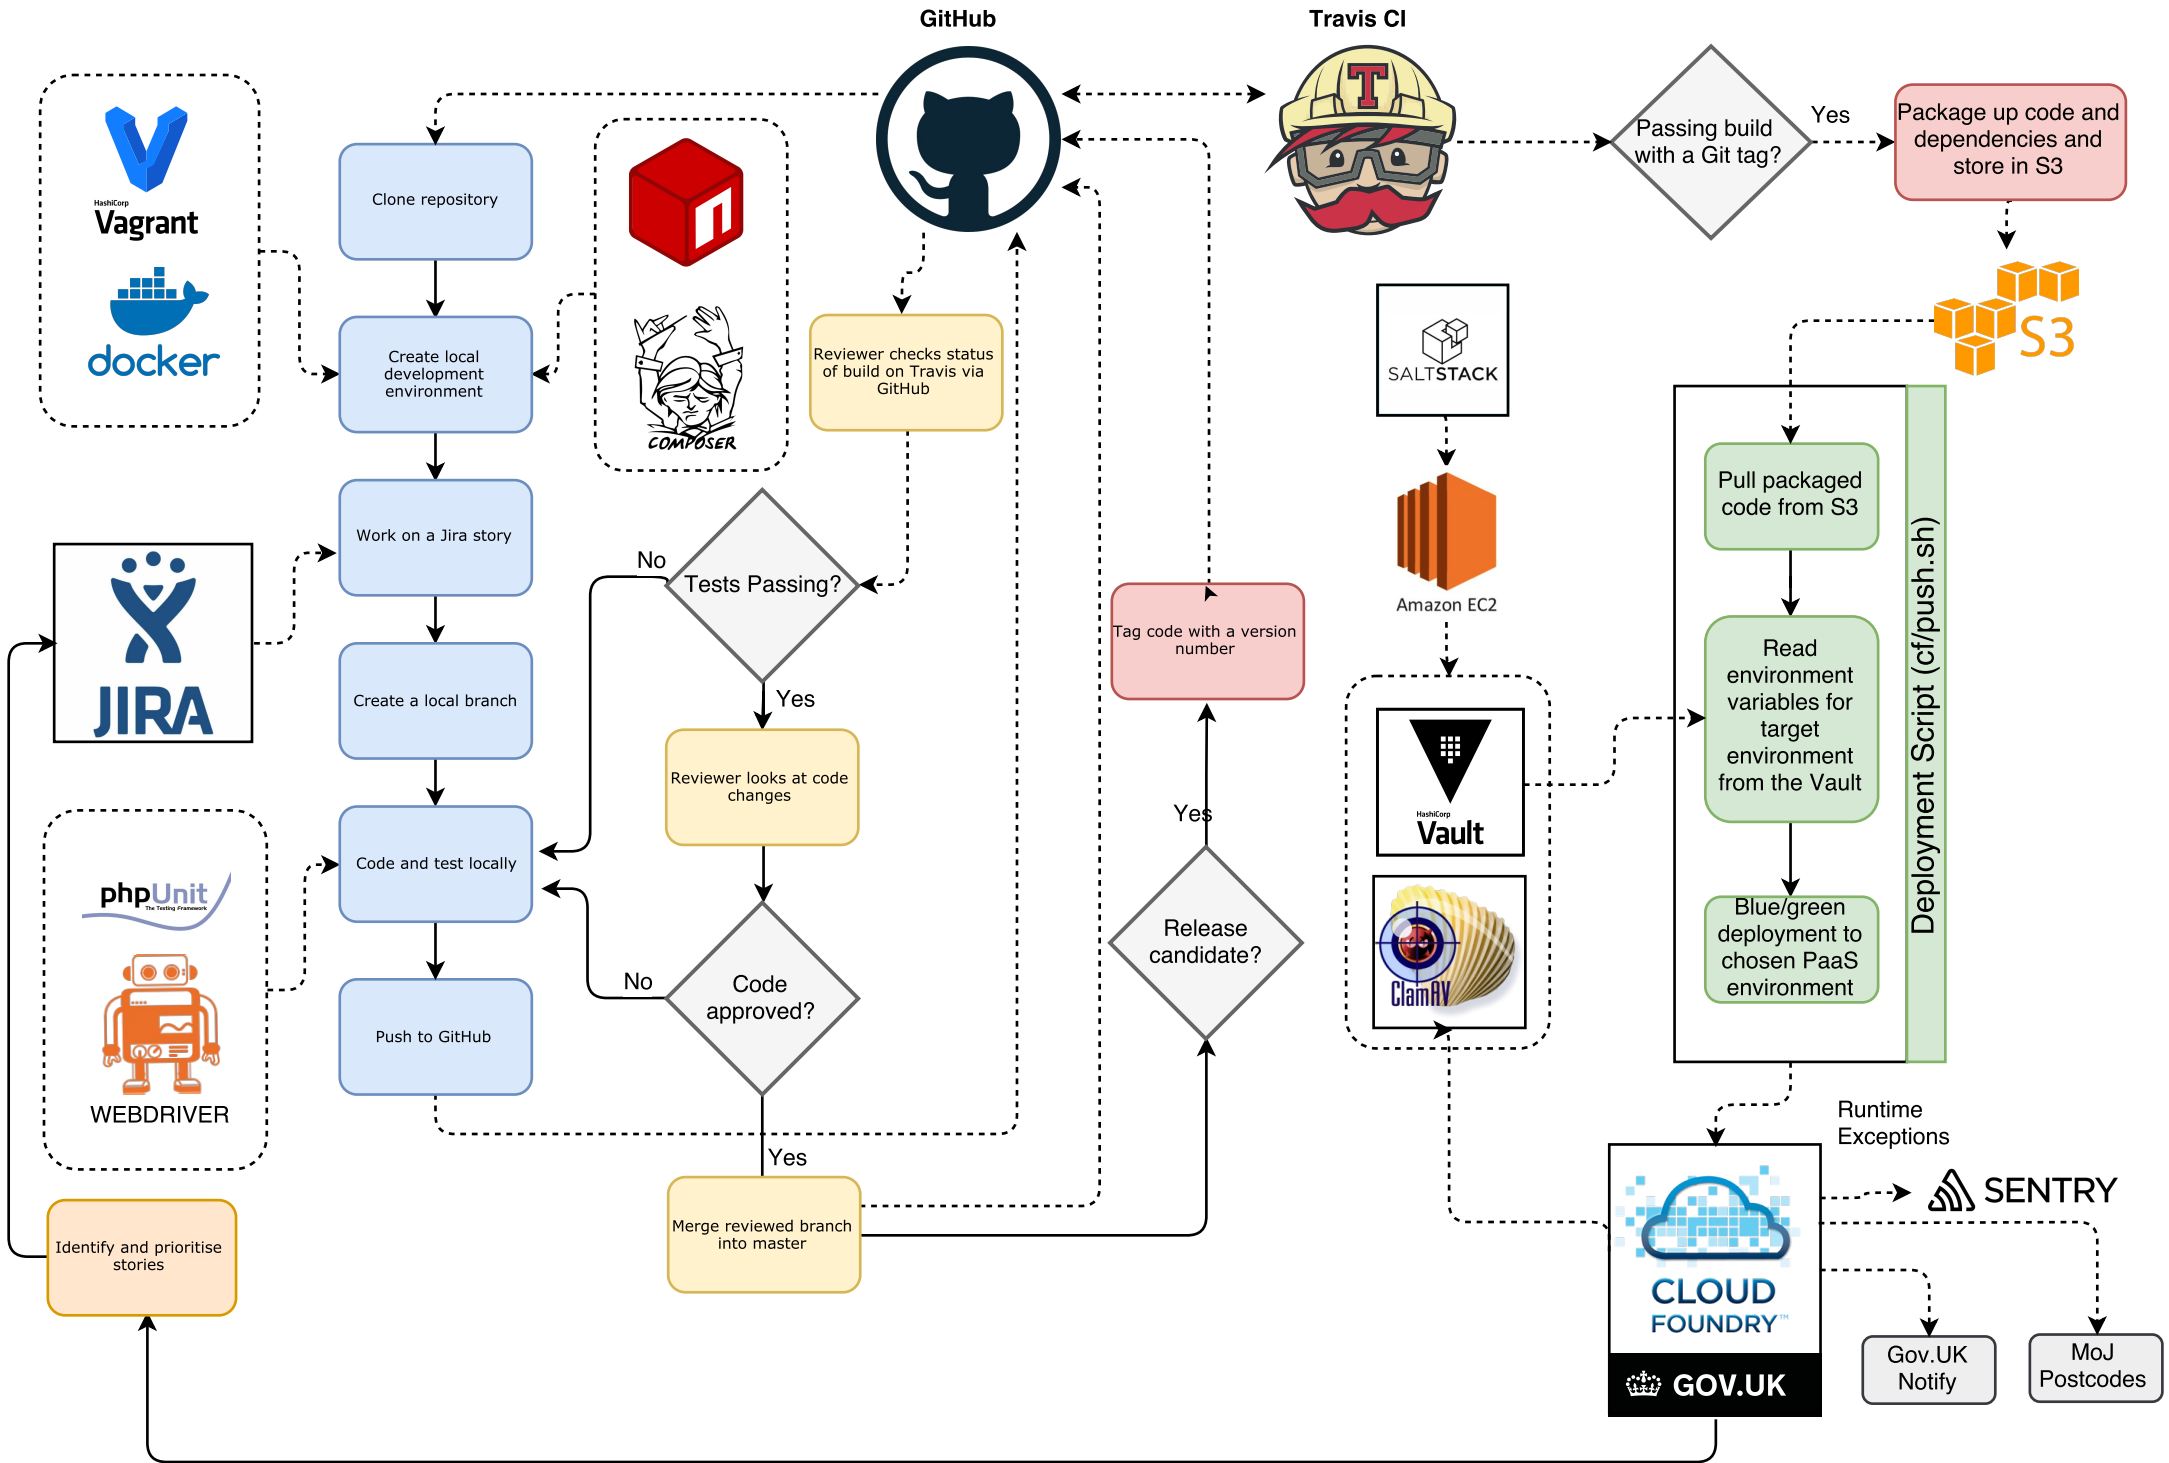 GitHub
Travis CI
HashiCorp
Vagrant
docker
Clone repository
n
COMPOSER
Create local
development
environment
Reviewer checks status
of build on Travis via
GitHub
T
Passing build
with a Git tag?
Yes
Package up code and
dependencies and
store in S3
S3
SALTSTACK
Amazon EC2
Work on a Jira story
JIRA
Create a local branch
No
Tests Passing?
Yes
Reviewer looks at code
changes
Tag code with a version
number
Yes
Release
candidate?
phpUnit
The Testing Framework
WEBDRIVER
Code and test locally
Push to GitHub
No
Code
approved?
Yes
Merge reviewed branch
into master
Identify and prioritise
stories
HashiCorp
Vault
ClamAV
Pull packaged
code from S3
Read
environment
variables for
target
environment
from the Vault
Blue/green
deployment to
chosen PaaS
environment
Deployment Script (cf/push.sh)
Runtime
Exceptions
SENTRY
CLOUD
FOUNDRY™
GOV.UK
Gov.UK
Notify
MoJ
Postcodes